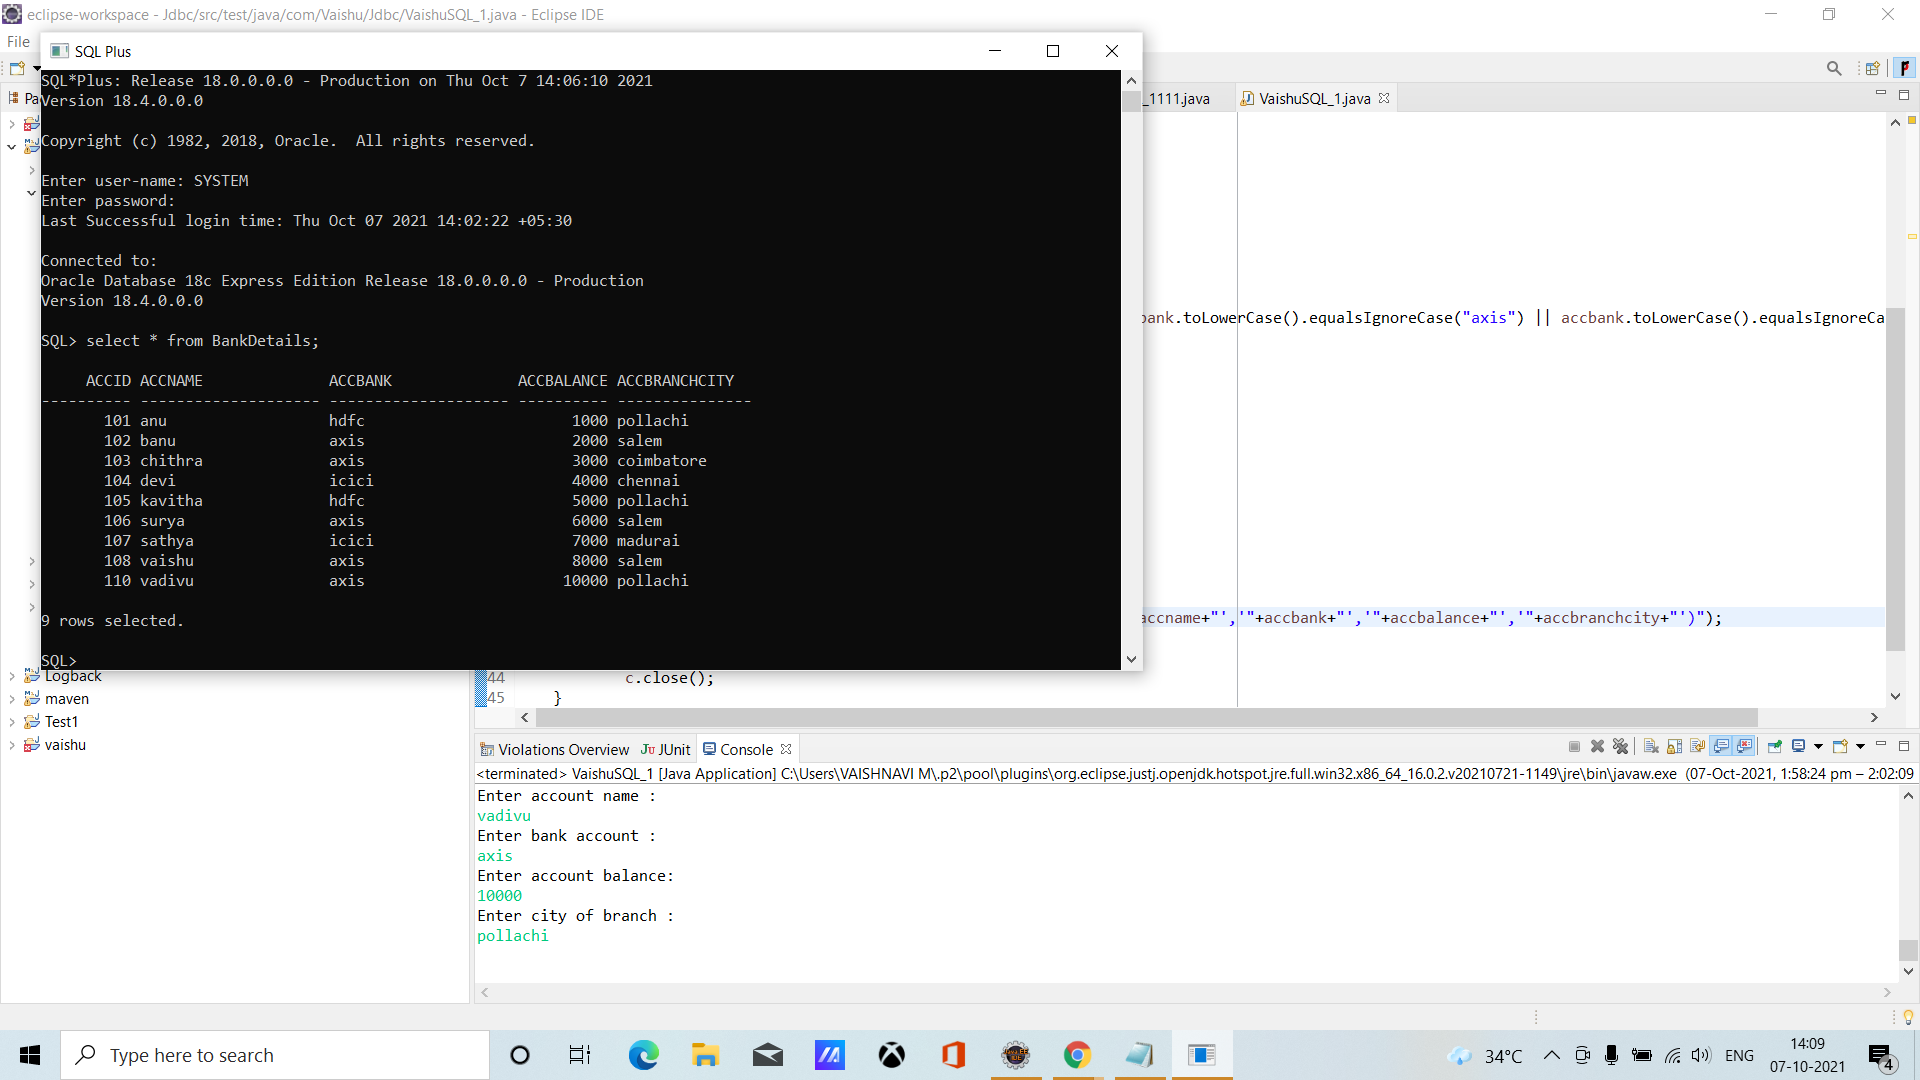 eclipse-workspace - Jdbc/src/test/java/com/Vaishu/Jdbc/VaishuSQL_1.java - Eclipse IDE
File
SQL Plus
SQL*Plus: Release 18.0.0.0.0 - Production on Thu Oct 7 14:06:10 2021
Version 18.4.0.0.0
Copyright (c) 1982, 2018, Oracle.  All rights reserved.
Enter user-name: SYSTEM
Enter password:
Last Successful login time: Thu Oct 07 2021 14:02:22 +05:30
Connected to:
Oracle Database 18c Express Edition Release 18.0.0.0.0 - Production
Version 18.4.0.0.0
SQL> select * from BankDetails;
ACCID ACCNAME ACCBANK ACCBALANCE ACCBRANCHCITY
---------- -------------------- -------------------- ---------- ---------------
101 anu hdfc 1000 pollachi
102 banu axis 2000 salem
103 chithra axis 3000 coimbatore
104 devi icici 4000 chennai
105 kavitha hdfc 5000 pollachi
106 surya axis 6000 salem
107 sathya icici 7000 madurai
108 vaishu axis 8000 salem
110 vadivu axis 10000 pollachi
9 rows selected.
SQL>
Pa
_1111.java
VaishuSQL_1.java
bank.toLowerCase().equalsIgnoreCase("axis") || accbank.toLowerCase().equalsIgnoreCa
accname+"','"+accbank+"','"+accbalance+"','"+accbranchcity+"')");
44 c.close();
45 }
Logback
maven
Test1
vaishu
Violations Overview
JUnit
Console
<terminated> VaishuSQL_1 [Java Application] C:\Users\VAISHNAVI M\.p2\pool\plugins\org.eclipse.justj.openjdk.hotspot.jre.full.win32.x86_64_16.0.2.v20210721-1149\jre\bin\javaw.exe  (07-Oct-2021, 1:58:24 pm – 2:02:09
Enter account name :
vadivu
Enter bank account :
axis
Enter account balance:
10000
Enter city of branch :
pollachi
Type here to search
34°C
ENG
14:09
07-10-2021
4